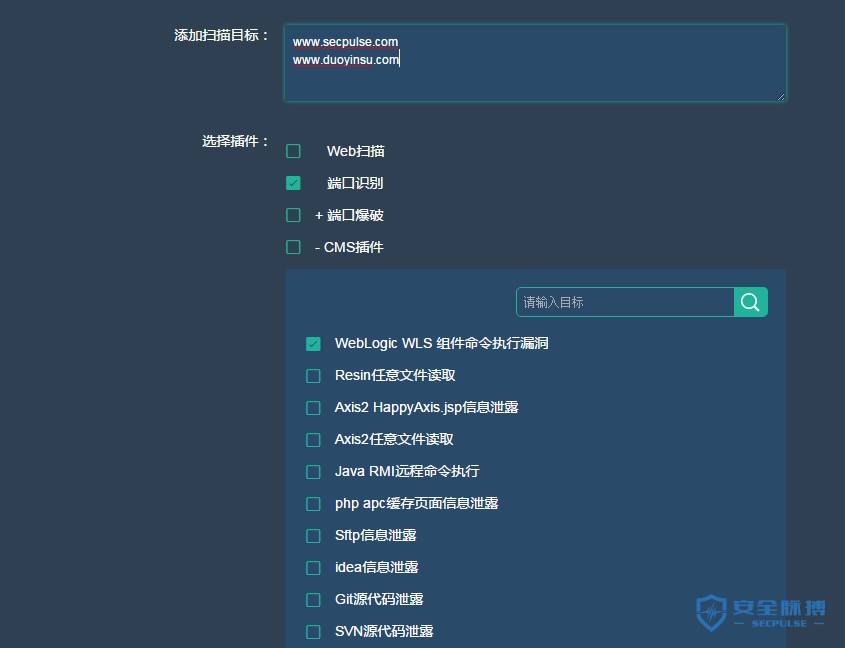 添加扫描目标：
www.secpulse.com
www.duoyinsu.com
选择插件：
Web扫描
端口识别
+ 端口爆破
- CMS插件
请输入目标
WebLogic WLS 组件命令执行漏洞
Resin任意文件读取
Axis2 HappyAxis.jsp信息泄露
Axis2任意文件读取
Java RMI远程命令执行
php apc缓存页面信息泄露
Sftp信息泄露
idea信息泄露
Git源代码泄露
SVN源代码泄露
安全脉搏
SECPULSE